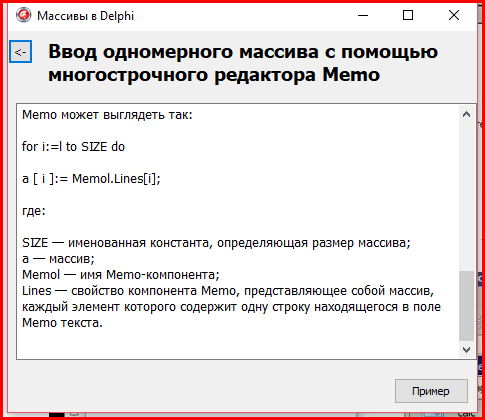 Массивы в Delphi
<-
Ввод одномерного массива с помощью
многострочного редактора Memo
Memo может выглядеть так:
for i:=l to SIZE do
a [ i ]:= Memol.Lines[i];
где:
SIZE — именованная константа, определяющая размер массива;
a — массив;
Memol — имя Memo-компонента;
Lines — свойство компонента Memo, представляющее собой массив,
каждый элемент которого содержит одну строку находящегося в поле
Memo текста.
Пример